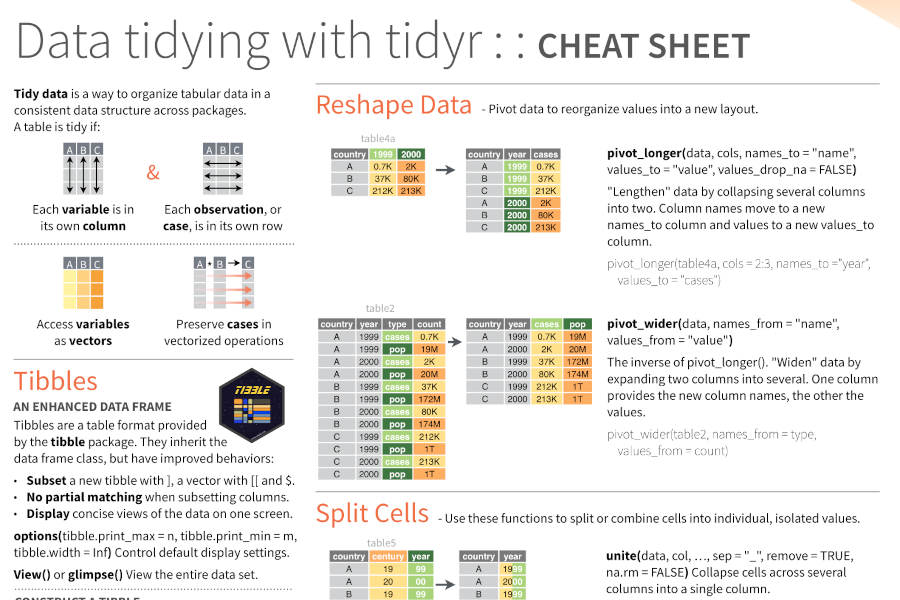 Data tidying with tidyr : : CHEAT SHEET
Tidy data is a way to organize tabular data in a
consistent data structure across packages.
A table is tidy if:
A B C
&
A B C
Each variable is in
its own column
Each observation, or
case, is in its own row
A B C
A * B → C
Access variables
as vectors
Preserve cases in
vectorized operations
Tibbles
TIBBLE
AN ENHANCED DATA FRAME
Tibbles are a table format provided
by the tibble package. They inherit the
data frame class, but have improved behaviors:
• Subset a new tibble with ], a vector with [[ and $.
• No partial matching when subsetting columns.
• Display concise views of the data on one screen.
options(tibble.print_max = n, tibble.print_min = m,
tibble.width = Inf) Control default display settings.
View() or glimpse() View the entire data set.
CONSTRUCT A TIBBLE
Reshape Data - Pivot data to reorganize values into a new layout.
table4a
country 1999 2000
A 0.7K 2K
B 37K 80K
C 212K 213K
country year cases
A 1999 0.7K
B 1999 37K
C 1999 212K
A 2000 2K
B 2000 80K
C 2000 213K
pivot_longer(data, cols, names_to = "name",
values_to = "value", values_drop_na = FALSE)
"Lengthen" data by collapsing several columns
into two. Column names move to a new
names_to column and values to a new values_to
column.
pivot_longer(table4a, cols = 2:3, names_to ="year",
values_to = "cases")
table2
country year type count
A 1999 cases 0.7K
A 1999 pop 19M
A 2000 cases 2K
A 2000 pop 20M
B 1999 cases 37K
B 1999 pop 172M
B 2000 cases 80K
B 2000 pop 174M
C 1999 cases 212K
C 1999 pop 1T
C 2000 cases 213K
C 2000 pop 1T
country year cases pop
A 1999 0.7K 19M
A 2000 2K 20M
B 1999 37K 172M
B 2000 80K 174M
C 1999 212K 1T
C 2000 213K 1T
pivot_wider(data, names_from = "name",
values_from = "value")
The inverse of pivot_longer(). "Widen" data by
expanding two columns into several. One column
provides the new column names, the other the
values.
pivot_wider(table2, names_from = type,
values_from = count)
Split Cells - Use these functions to split or combine cells into individual, isolated values.
table5
country century year
A 19 99
A 20 00
B 19 99
country year
A 1999
A 2000
B 1999
unite(data, col, …, sep = "_", remove = TRUE,
na.rm = FALSE) Collapse cells across several
columns into a single column.